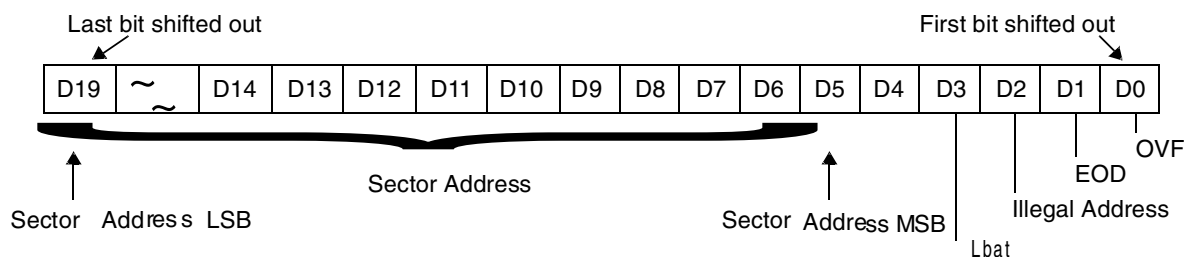 Last bit shifted out
First bit shifted out
D19 ~ ~ D14 D13 D12 D11 D10 D9 D8 D7 D6 D5 D4 D3 D2 D1 D0
OVF
EOD
Sector Address
Illegal Address
Sector Address LSB
Sector Address MSB
Lbat